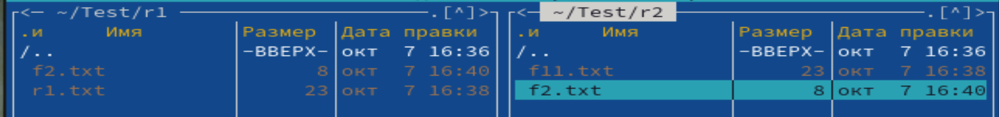 <— ~/Test/r1 .[^]> <— ~/Test/r2 .[^]>
.и Имя Размер Дата правки .и Имя Размер Дата правки
/.. -ВВЕРХ- окт 7 16:36 /.. -ВВЕРХ- окт 7 16:36
f2.txt 8 окт 7 16:40 f11.txt 23 окт 7 16:38
r1.txt 23 окт 7 16:38 f2.txt 8 окт 7 16:40